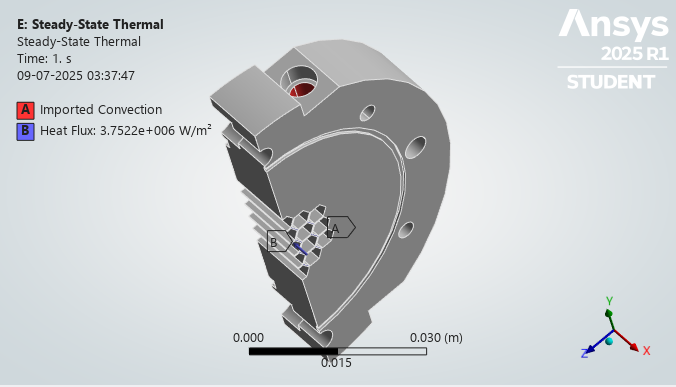 E: Steady-State Thermal
Steady-State Thermal
Time: 1. s
09-07-2025 03:37:47
A Imported Convection
B Heat Flux: 3.7522e+006 W/m²
Ansys
2025 R1
STUDENT
A
B
0.000
0.030 (m)
0.015
Y
Z
X